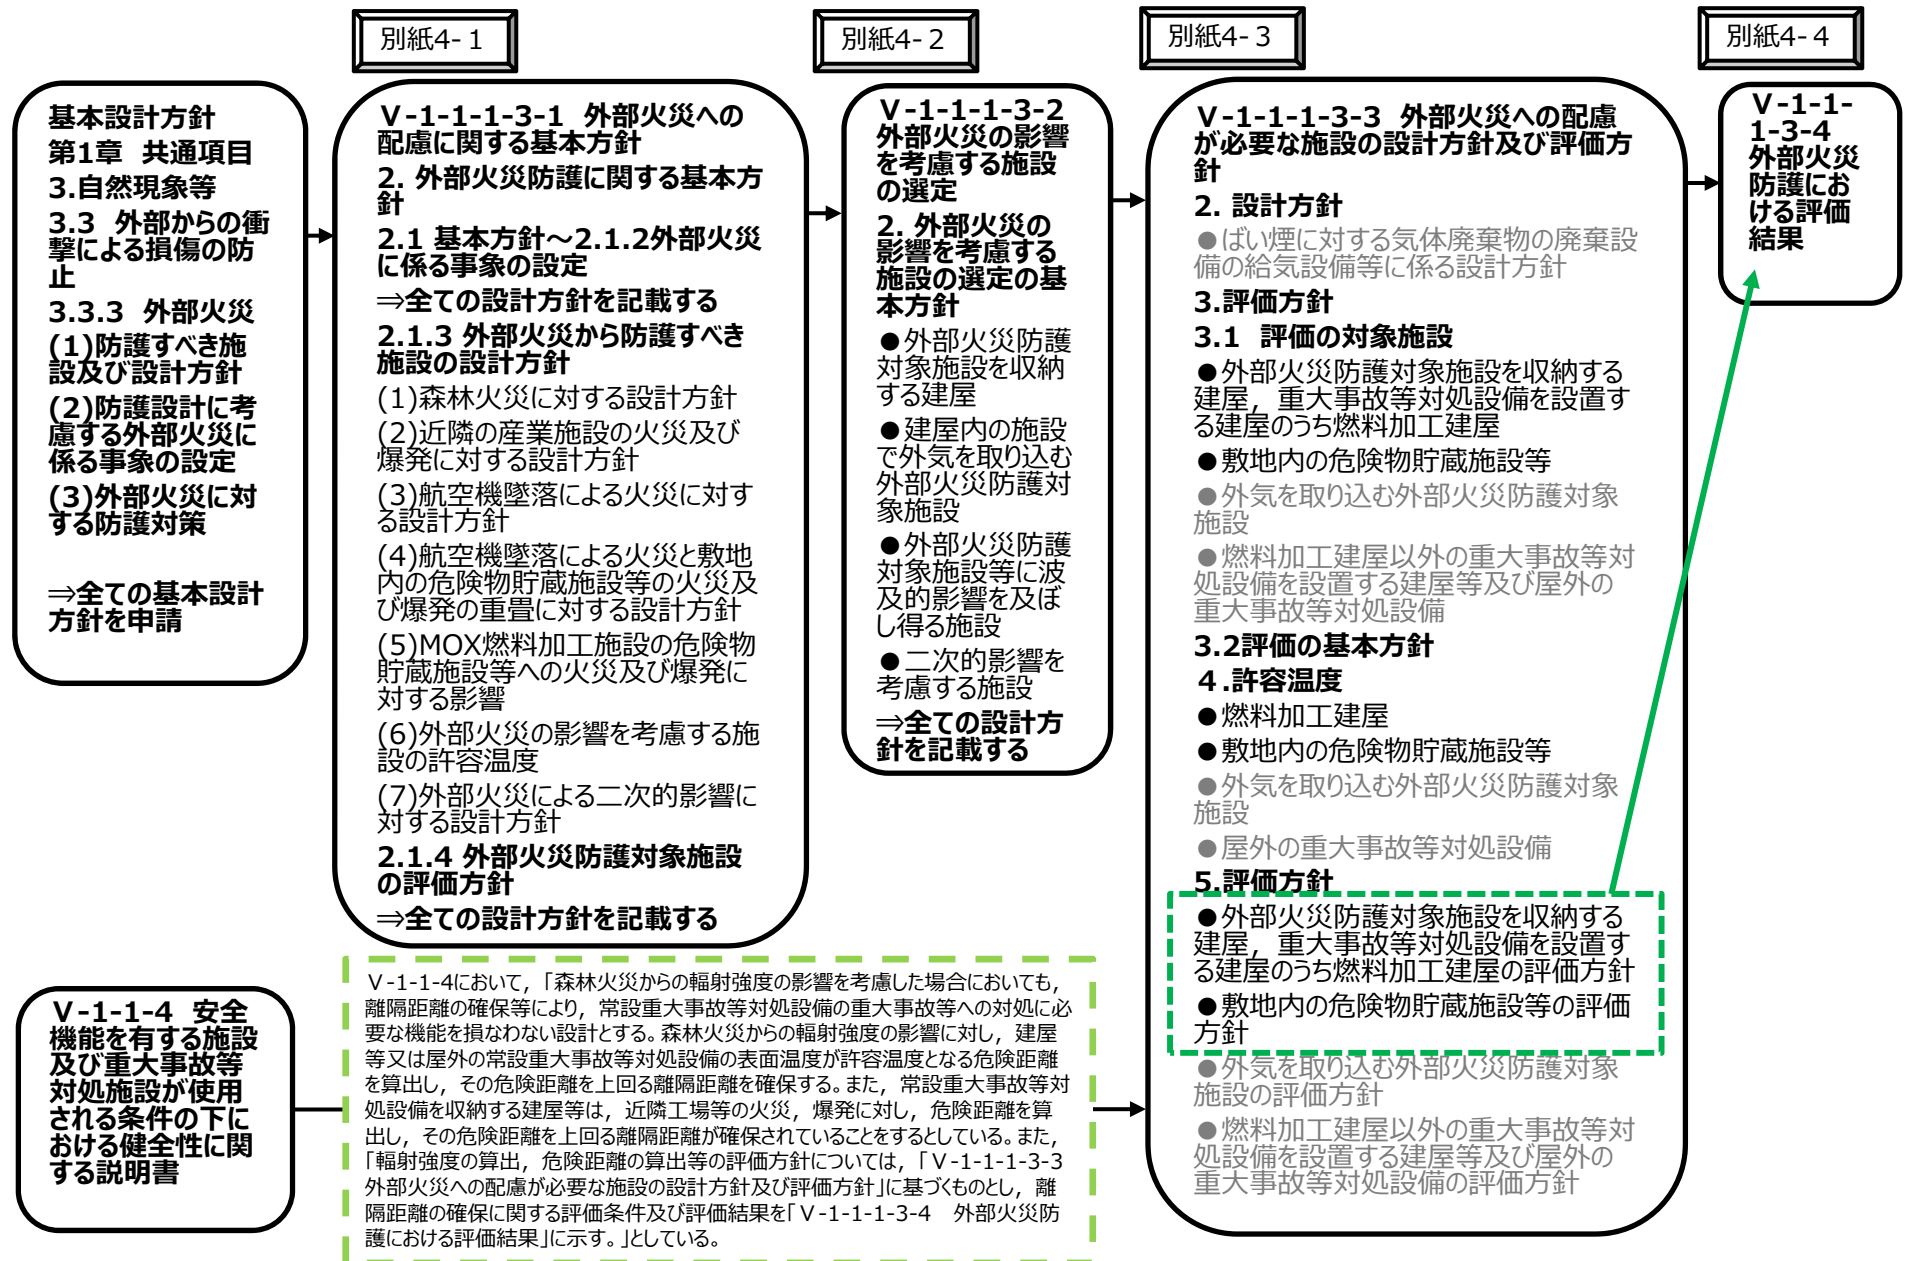 別紙4-１
別紙4-２
別紙4-３
別紙4-４
基本設計方針
第1章 共通項目
3.自然現象等
3.3 外部からの衝
撃による損傷の防
止
3.3.3 外部火災
(1)防護すべき施
設及び設計方針
(2)防護設計に考
慮する外部火災に
係る事象の設定
(3)外部火災に対
する防護対策
⇒全ての基本設計
方針を申請
Ⅴ-1-1-1-3-1 外部火災への
配慮に関する基本方針
2. 外部火災防護に関する基本方
針
2.1 基本方針～2.1.2外部火災
に係る事象の設定
⇒全ての設計方針を記載する
2.1.3 外部火災から防護すべき
施設の設計方針
(1)森林火災に対する設計方針
(2)近隣の産業施設の火災及び
爆発に対する設計方針
(3)航空機墜落による火災に対す
る設計方針
(4)航空機墜落による火災と敷地
内の危険物貯蔵施設等の火災及
び爆発の重畳に対する設計方針
(5)MOX燃料加工施設の危険物
貯蔵施設等への火災及び爆発に
対する影響
(6)外部火災の影響を考慮する施
設の許容温度
(7)外部火災による二次的影響に
対する設計方針
2.1.4 外部火災防護対象施設
の評価方針
⇒全ての設計方針を記載する
Ⅴ-1-1-1-3-2
外部火災の影響
を考慮する施設
の選定
2. 外部火災の
影響を考慮する
施設の選定の基
本方針
●外部火災防護
対象施設を収納
する建屋
●建屋内の施設
で外気を取り込む
外部火災防護対
象施設
●外部火災防護
対象施設等に波
及的影響を及ぼ
し得る施設
●二次的影響を
考慮する施設
⇒全ての設計方
針を記載する
Ⅴ-1-1-1-3-3 外部火災への配慮
が必要な施設の設計方針及び評価方
針
2. 設計方針
●ばい煙に対する気体廃棄物の廃棄設
備の給気設備等に係る設計方針
3.評価方針
3.1 評価の対象施設
●外部火災防護対象施設を収納する
建屋，重大事故等対処設備を設置す
る建屋のうち燃料加工建屋
●敷地内の危険物貯蔵施設等
●外気を取り込む外部火災防護対象
施設
●燃料加工建屋以外の重大事故等対
処設備を設置する建屋等及び屋外の
重大事故等対処設備
3.2評価の基本方針
４.許容温度
●燃料加工建屋
●敷地内の危険物貯蔵施設等
●外気を取り込む外部火災防護対象
施設
●屋外の重大事故等対処設備
5.評価方針
●外部火災防護対象施設を収納する
建屋，重大事故等対処設備を設置す
る建屋のうち燃料加工建屋の評価方針
●敷地内の危険物貯蔵施設等の評価
方針
●外気を取り込む外部火災防護対象
施設の評価方針
●燃料加工建屋以外の重大事故等対
処設備を設置する建屋等及び屋外の
重大事故等対処設備の評価方針
Ⅴ-1-1-
1-3-4
外部火災
防護にお
ける評価
結果
Ⅴ-1-1-4 安全
機能を有する施設
及び重大事故等
対処施設が使用
される条件の下に
おける健全性に関
する説明書
Ⅴ-1-1-4において，「森林火災からの輻射強度の影響を考慮した場合においても，
離隔距離の確保等により，常設重大事故等対処設備の重大事故等への対処に必
要な機能を損なわない設計とする。森林火災からの輻射強度の影響に対し，建屋
等又は屋外の常設重大事故等対処設備の表面温度が許容温度となる危険距離
を算出し，その危険距離を上回る離隔距離を確保する。また，常設重大事故等対
処設備を収納する建屋等は，近隣工場等の火災，爆発に対し，危険距離を算
出し，その危険距離を上回る離隔距離が確保されていることをするとしている。また，
「輻射強度の算出，危険距離の算出等の評価方針については，「Ⅴ-1-1-1-3-3
外部火災への配慮が必要な施設の設計方針及び評価方針」に基づくものとし，離
隔距離の確保に関する評価条件及び評価結果を「Ⅴ-1-1-1-3-4 外部火災防
護における評価結果」に示す。」としている。